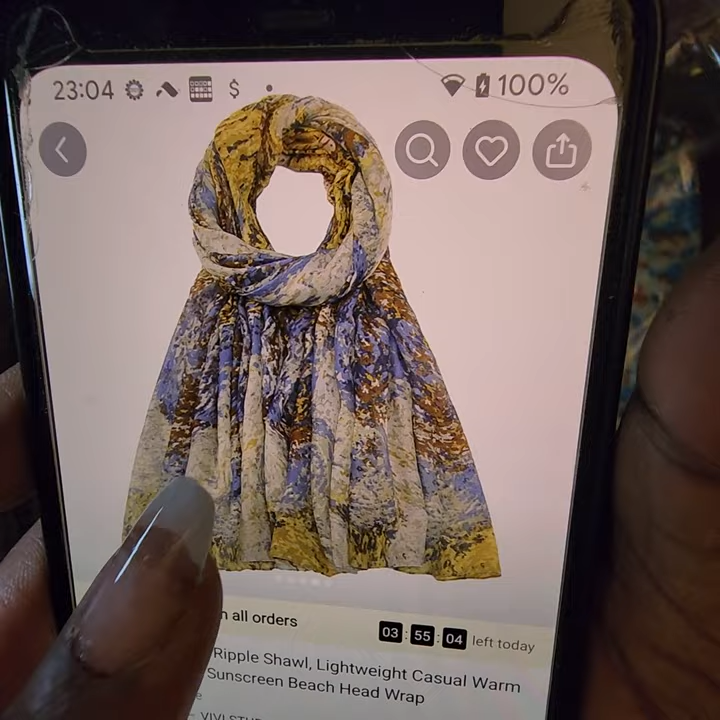 23:04 $ 100%
all orders
03 : 55 : 04 left today
Ripple Shawl, Lightweight Casual Warm
Sunscreen Beach Head Wrap